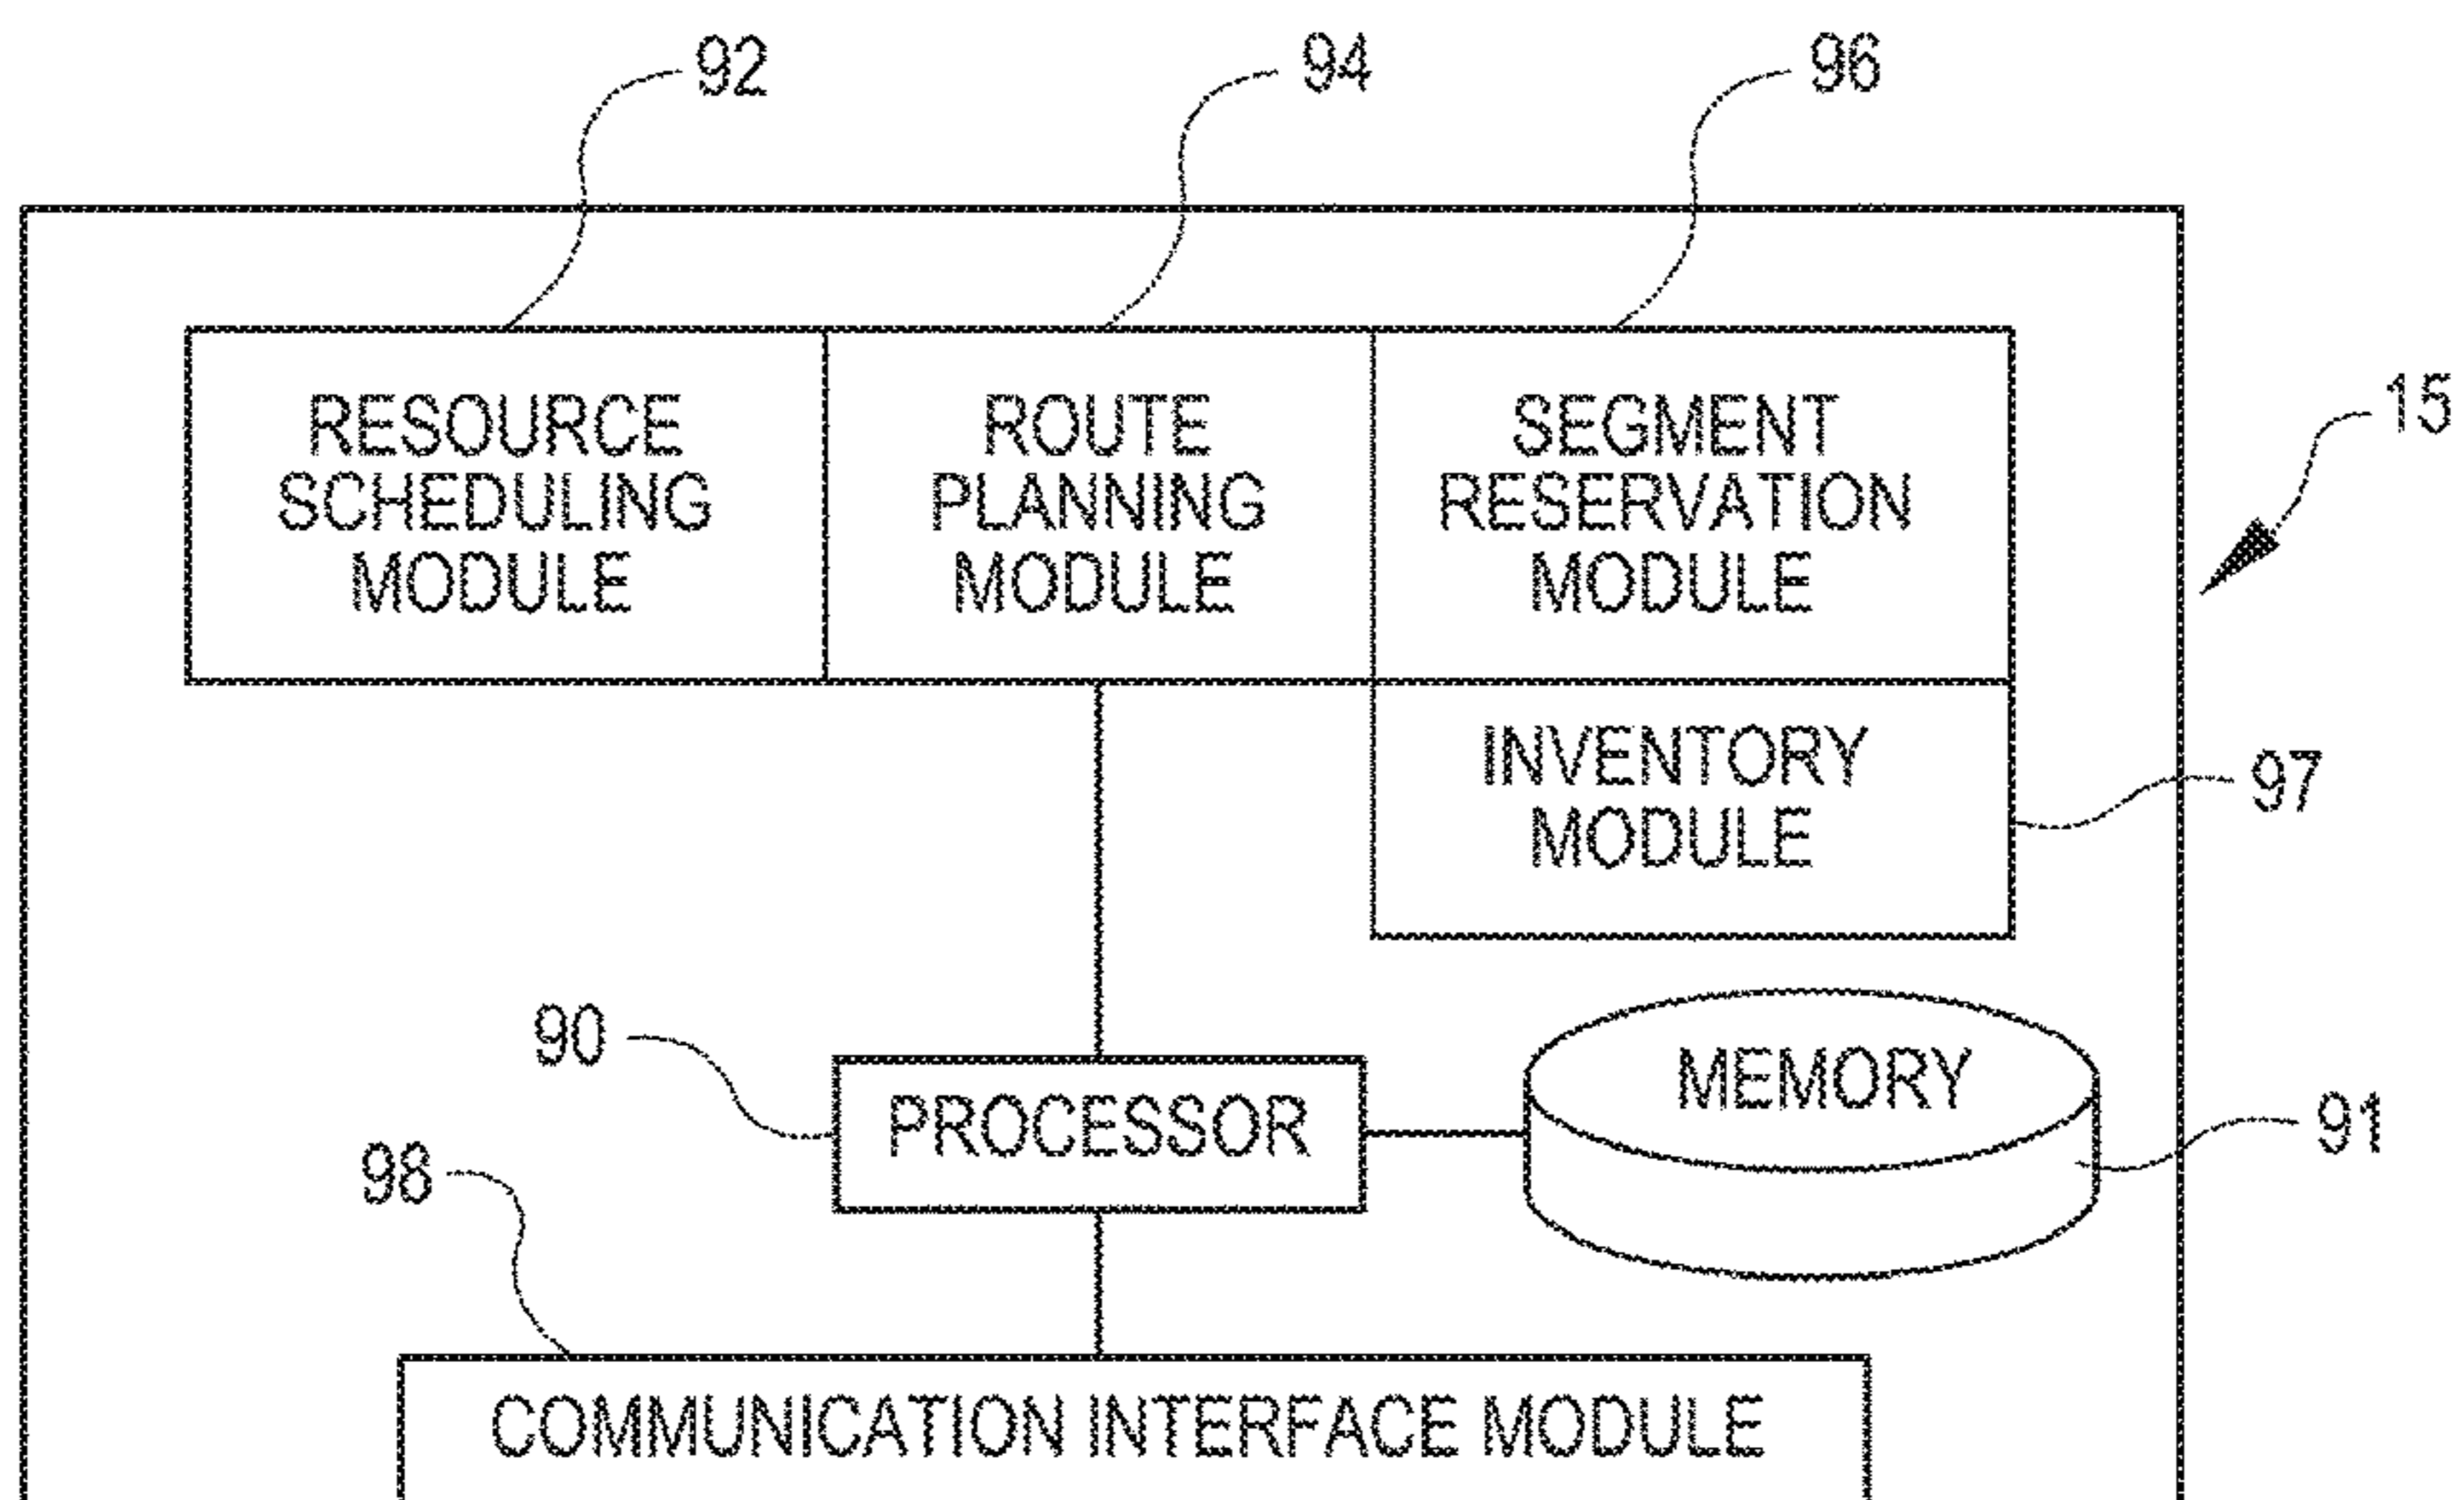 92
94
96
RESOURCE
SCHEDULING
MODULE
ROUTE
PLANNING
MODULE
SEGMENT
RESERVATION
MODULE
15
INVENTORY
MODULE
97
90
PROCESSOR
MEMORY
91
98
COMMUNICATION INTERFACE MODULE